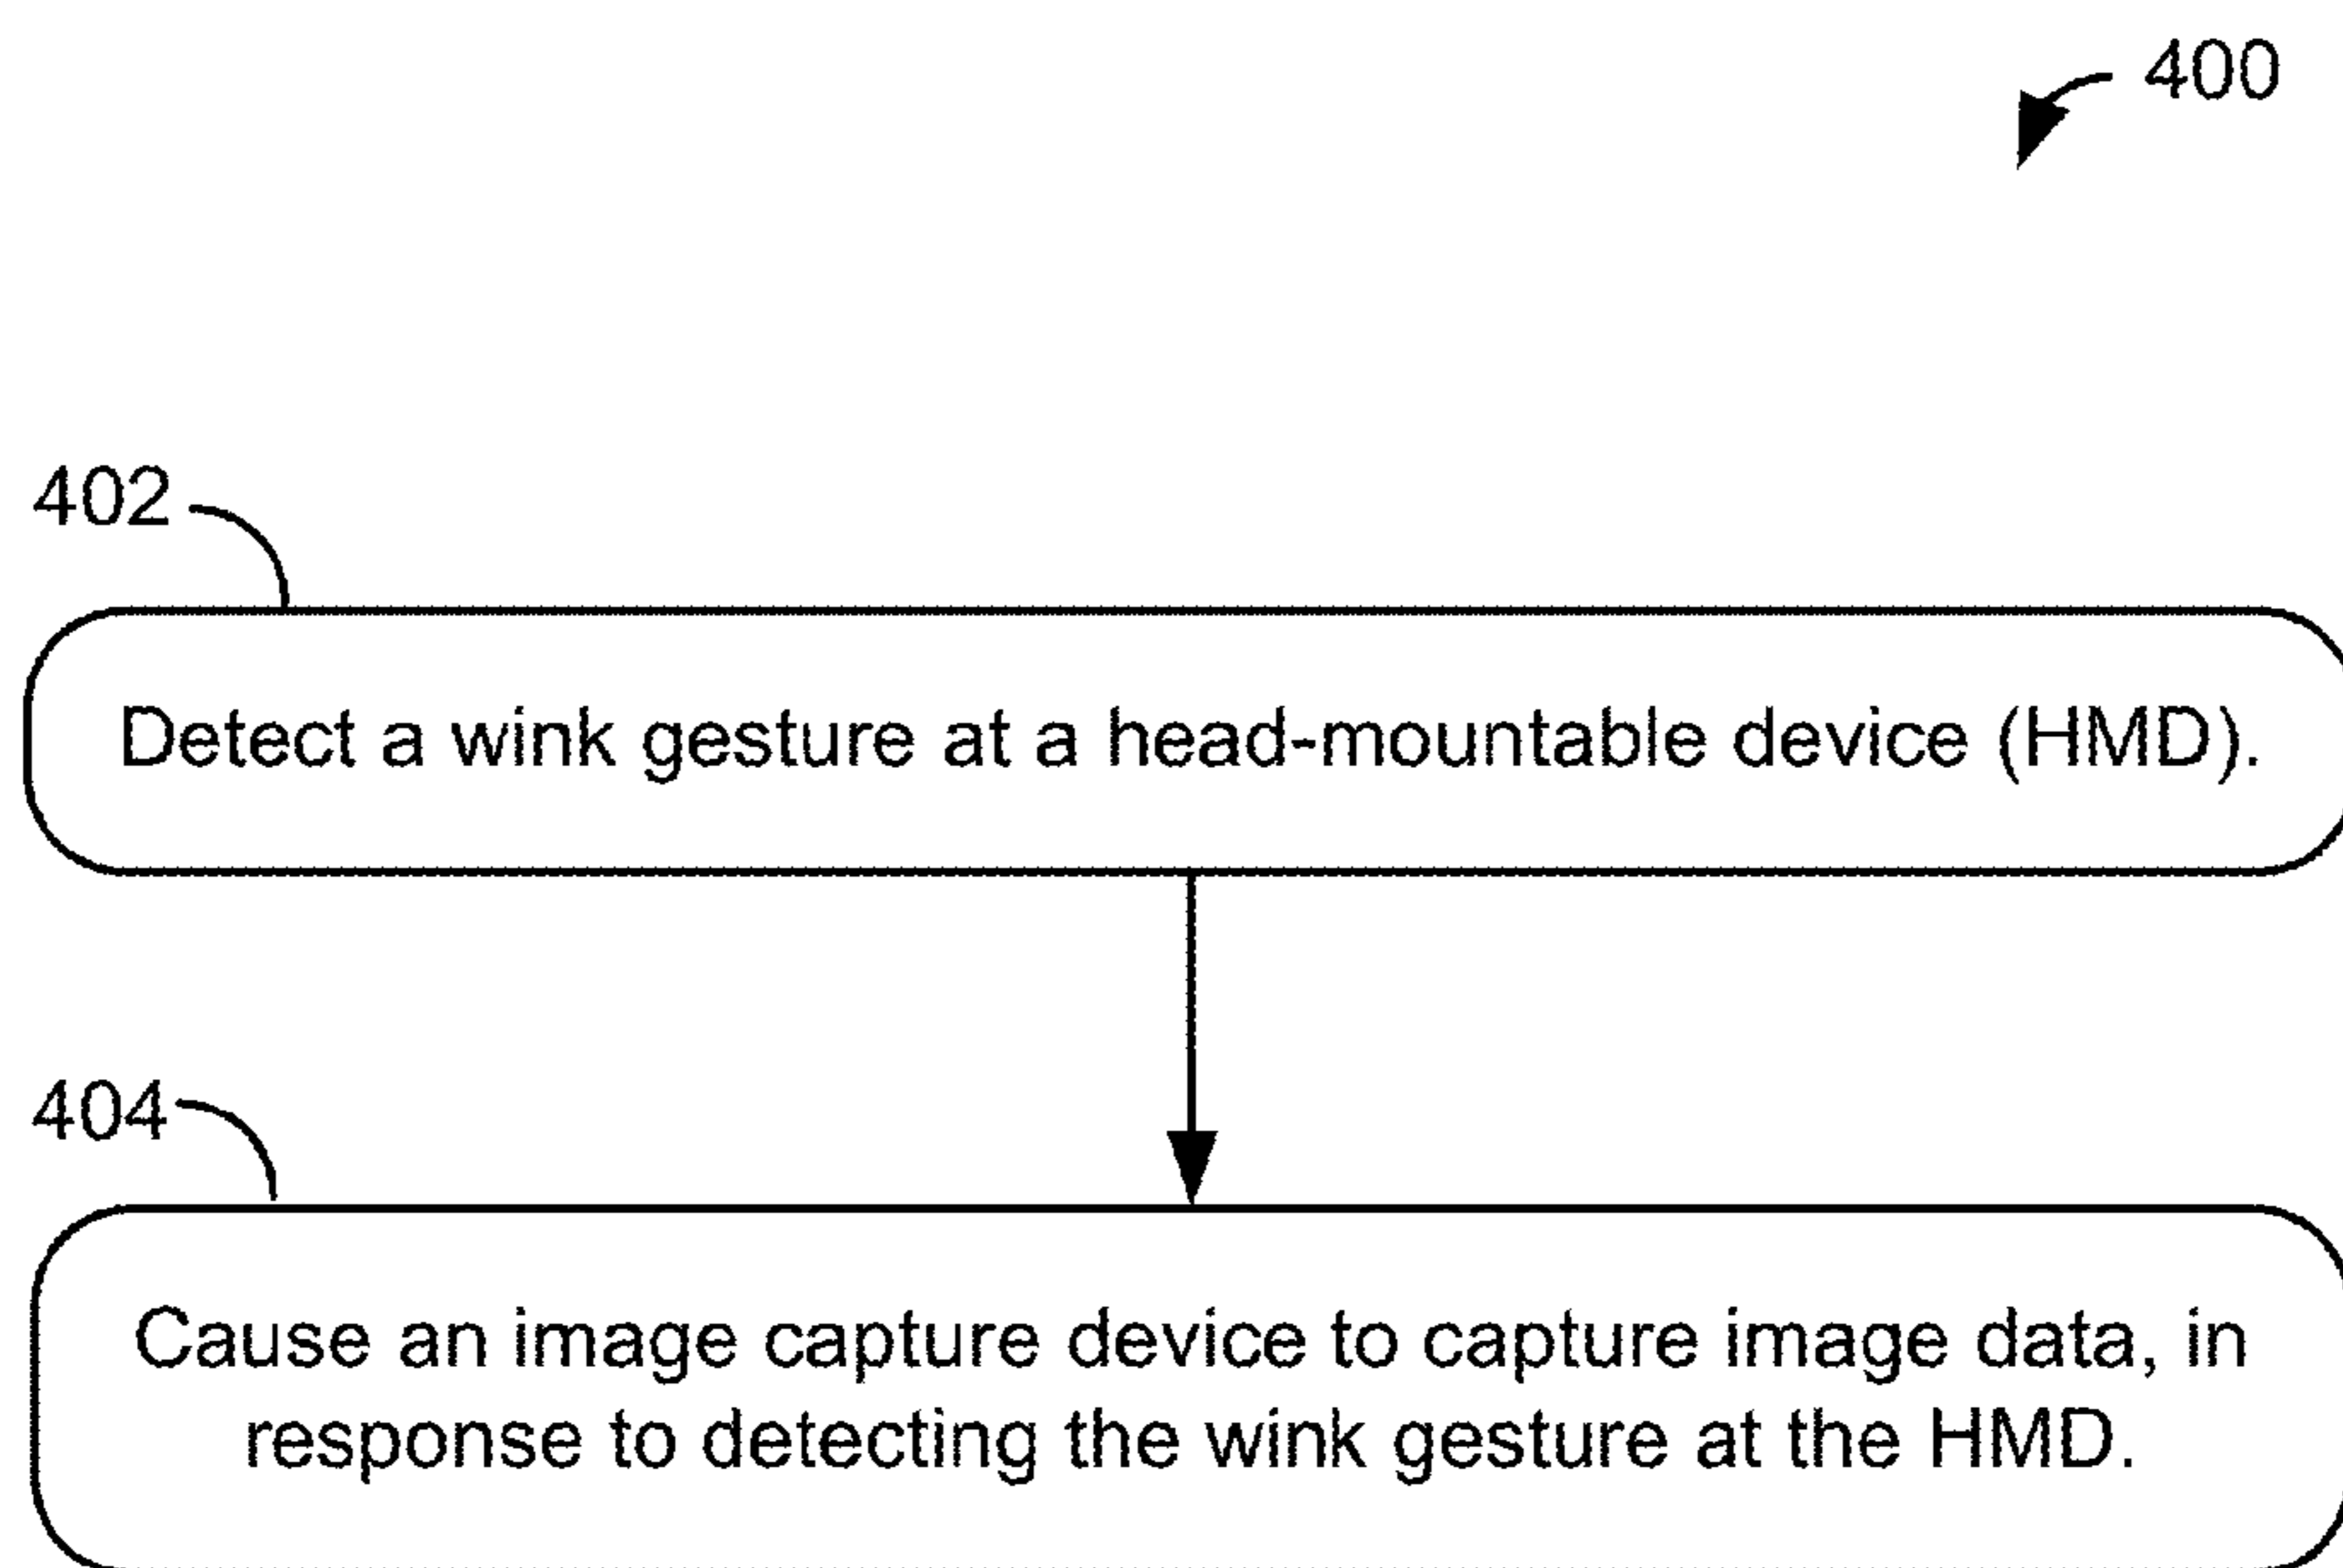 400
402
Detect a wink gesture at a head-mountable device (HMD).
404
Cause an image capture device to capture image data, in
response to detecting the wink gesture at the HMD.